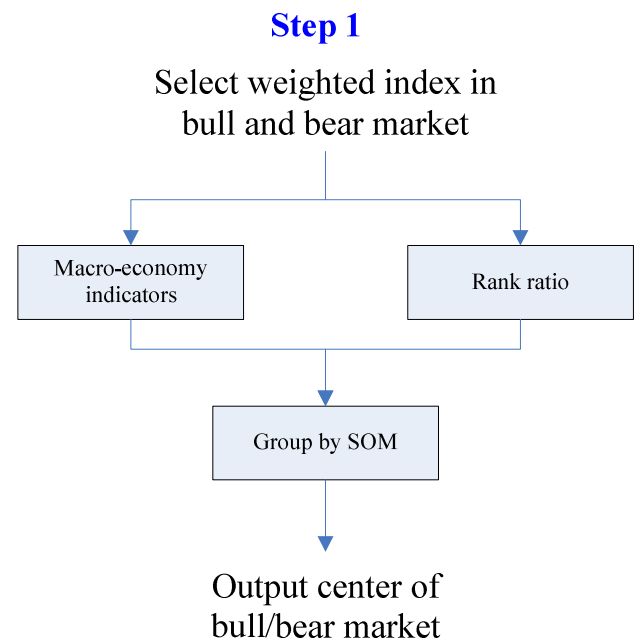 Step 1
Select weighted index in
bull and bear market
Macro-economy
indicators
Rank ratio
Group by SOM
Output center of
bull/bear market